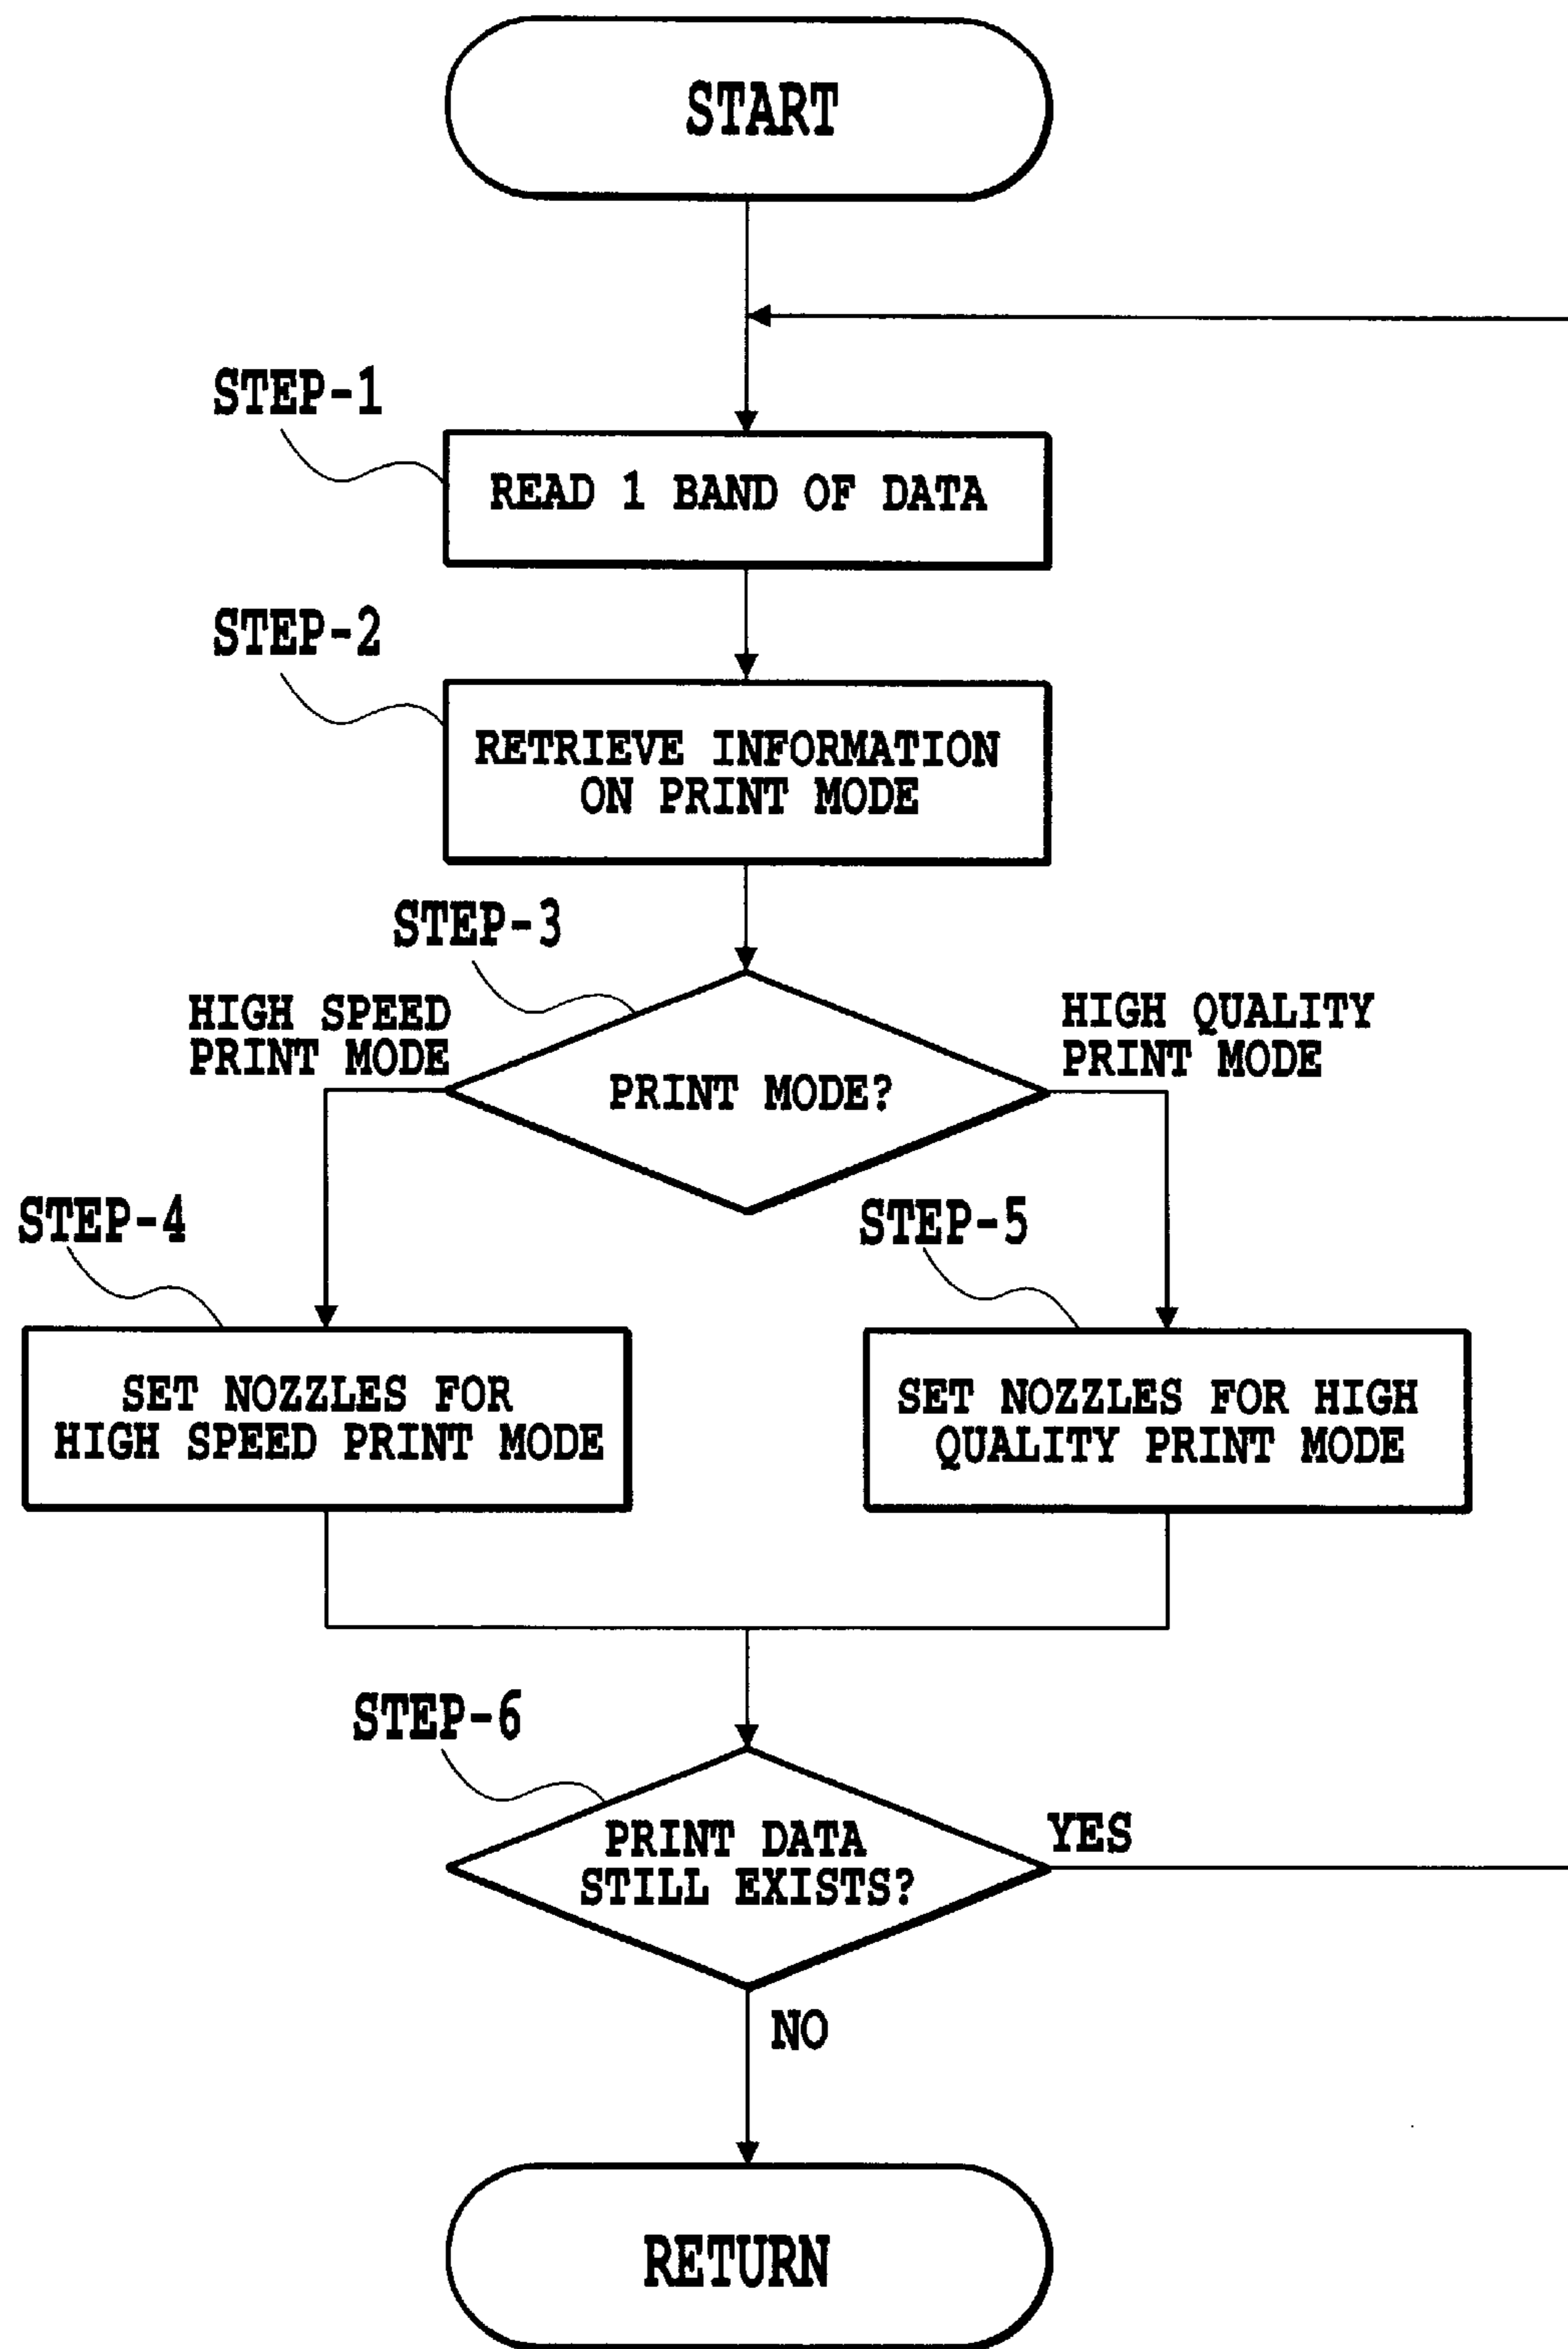 START
STEP-1
READ 1 BAND OF DATA
STEP-2
RETRIEVE INFORMATION
ON PRINT MODE
STEP-3
HIGH SPEED
PRINT MODE
PRINT MODE?
HIGH QUALITY
PRINT MODE
STEP-4
STEP-5
SET NOZZLES FOR
HIGH SPEED PRINT MODE
SET NOZZLES FOR HIGH
QUALITY PRINT MODE
STEP-6
PRINT DATA
STILL EXISTS?
YES
NO
RETURN